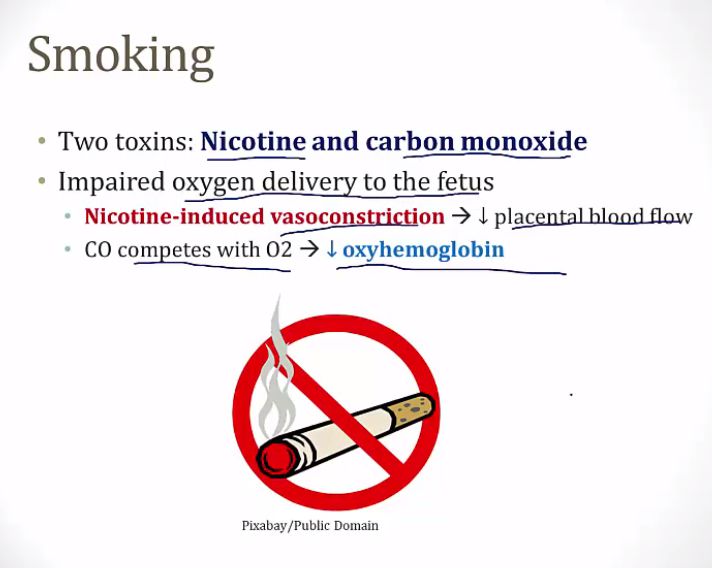 Smoking
• Two toxins: Nicotine and carbon monoxide
• Impaired oxygen delivery to the fetus
• Nicotine-induced vasoconstriction → ↓ placental blood flow
• CO competes with O2 → ↓ oxyhemoglobin
Pixabay/Public Domain